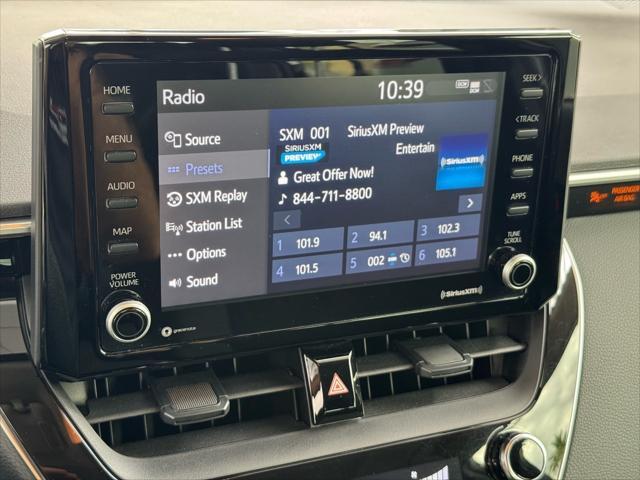 HOME
MENU
AUDIO
MAP
POWER
VOLUME
gracenote
Radio
10:39
DCM
DCM
Source
Presets
SXM Replay
Station List
Options
Sound
SXM 001 SiriusXM Preview
SIRIUSXM
PREVIEW
Entertain
SiriusXM
Great Offer Now!
844-711-8800
1 101.9
2 94.1
3 102.3
4 101.5
5 002
6 105.1
SiriusXM
SEEK>
<TRACK
PHONE
APPS
TUNE
SCROLL
PASSENGER
AIR BAG